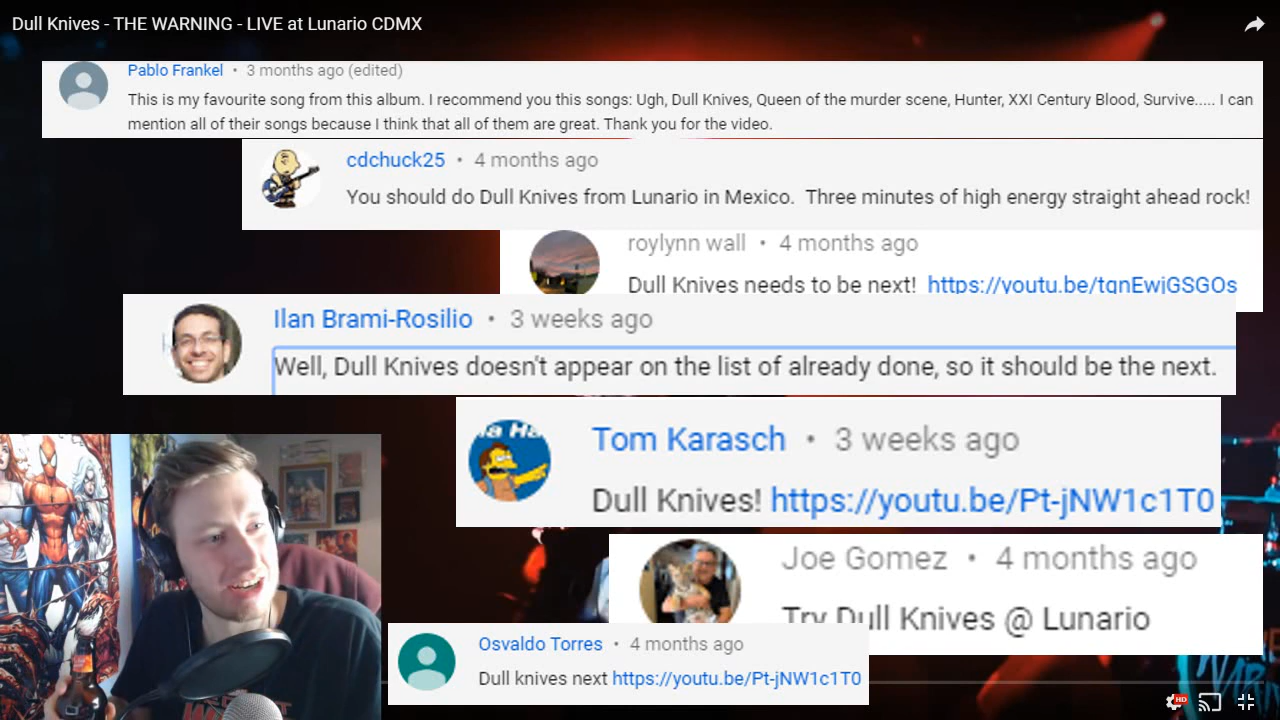 Dull Knives - THE WARNING - LIVE at Lunario CDMX
Pablo Frankel • 3 months ago (edited)
This is my favourite song from this album. I recommend you this songs: Ugh, Dull Knives, Queen of the murder scene, Hunter, XXI Century Blood, Survive..... I can
mention all of their songs because I think that all of them are great. Thank you for the video.
cdchuck25 • 4 months ago
You should do Dull Knives from Lunario in Mexico. Three minutes of high energy straight ahead rock!
roylynn wall • 4 months ago
Dull Knives needs to be next! https://youtu.be/tgnEwjGSGOs
Ilan Brami-Rosilio • 3 weeks ago
Well, Dull Knives doesn't appear on the list of already done, so it should be the next.
Tom Karasch • 3 weeks ago
Dull Knives! https://youtu.be/Pt-jNW1c1T0
Joe Gomez • 4 months ago
Try Dull Knives @ Lunario
Osvaldo Torres • 4 months ago
Dull knives next https://youtu.be/Pt-jNW1c1T0
HD